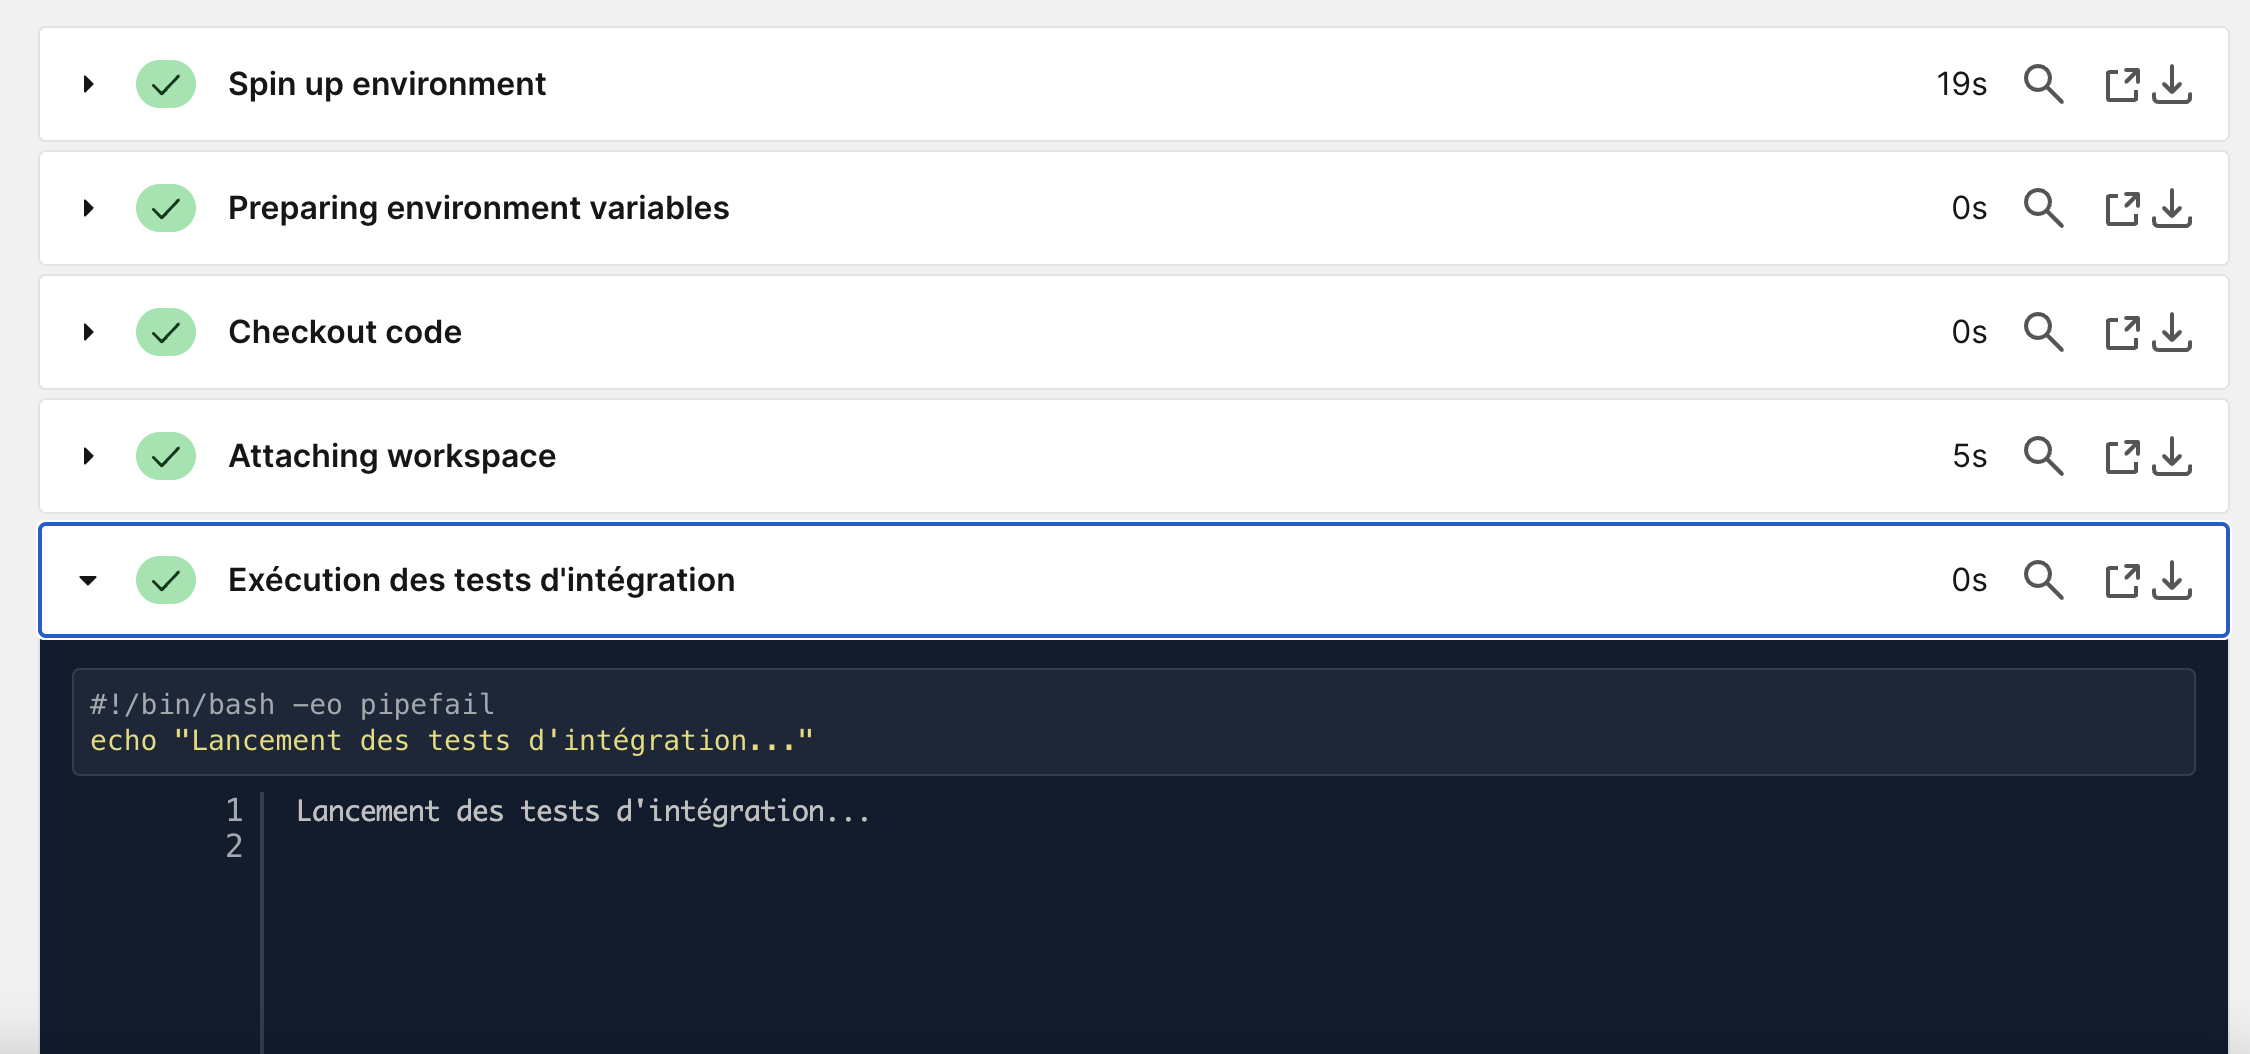 Spin up environment 19s
Preparing environment variables 0s
Checkout code 0s
Attaching workspace 5s
Exécution des tests d'intégration 0s
#!/bin/bash -eo pipefail
echo "Lancement des tests d'intégration..."
1 Lancement des tests d'intégration...
2